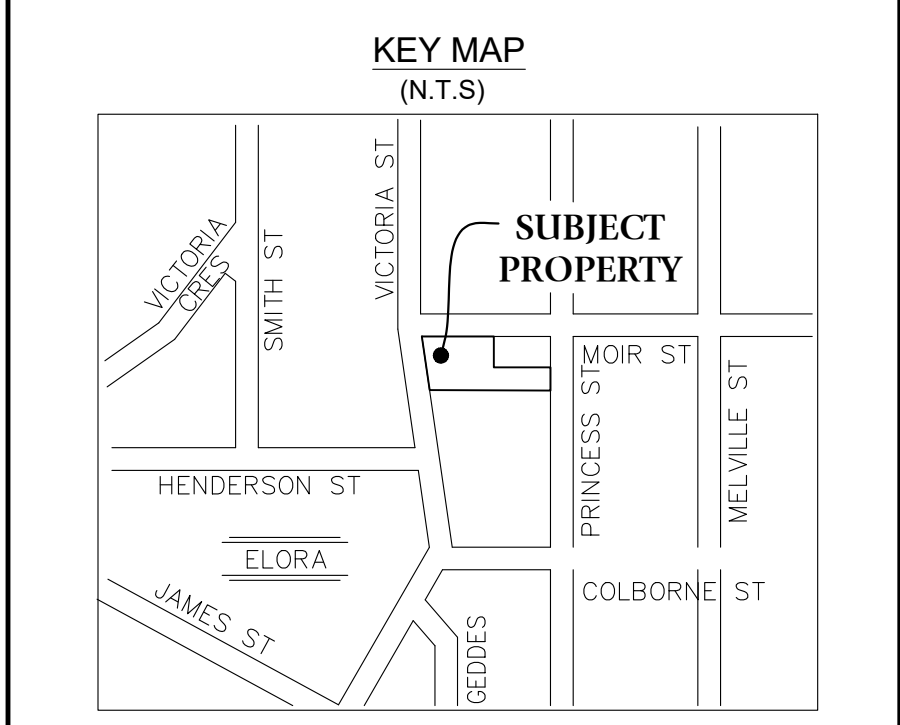 KEY MAP
(N.T.S)
VICTORIA ST
VICTORIA
CRES
SMITH ST
SUBJECT
PROPERTY
MOIR ST
PRINCESS ST
MELVILLE ST
HENDERSON ST
ELORA
COLBORNE ST
JAMES ST
GEDDES